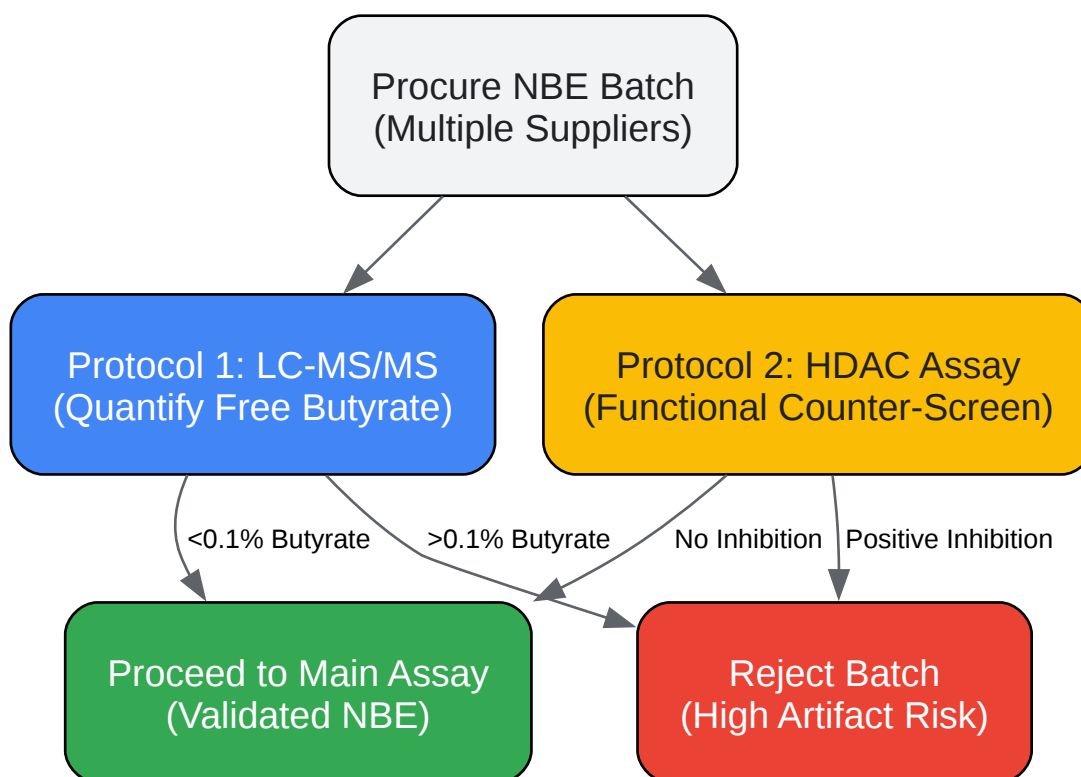 Procure NBE Batch
(Multiple Suppliers)
Protocol 1: LC-MS/MS
(Quantify Free Butyrate)
Protocol 2: HDAC Assay
(Functional Counter-Screen)
<0.1% Butyrate
>0.1% Butyrate
No Inhibition
Positive Inhibition
Proceed to Main Assay
(Validated NBE)
Reject Batch
(High Artifact Risk)